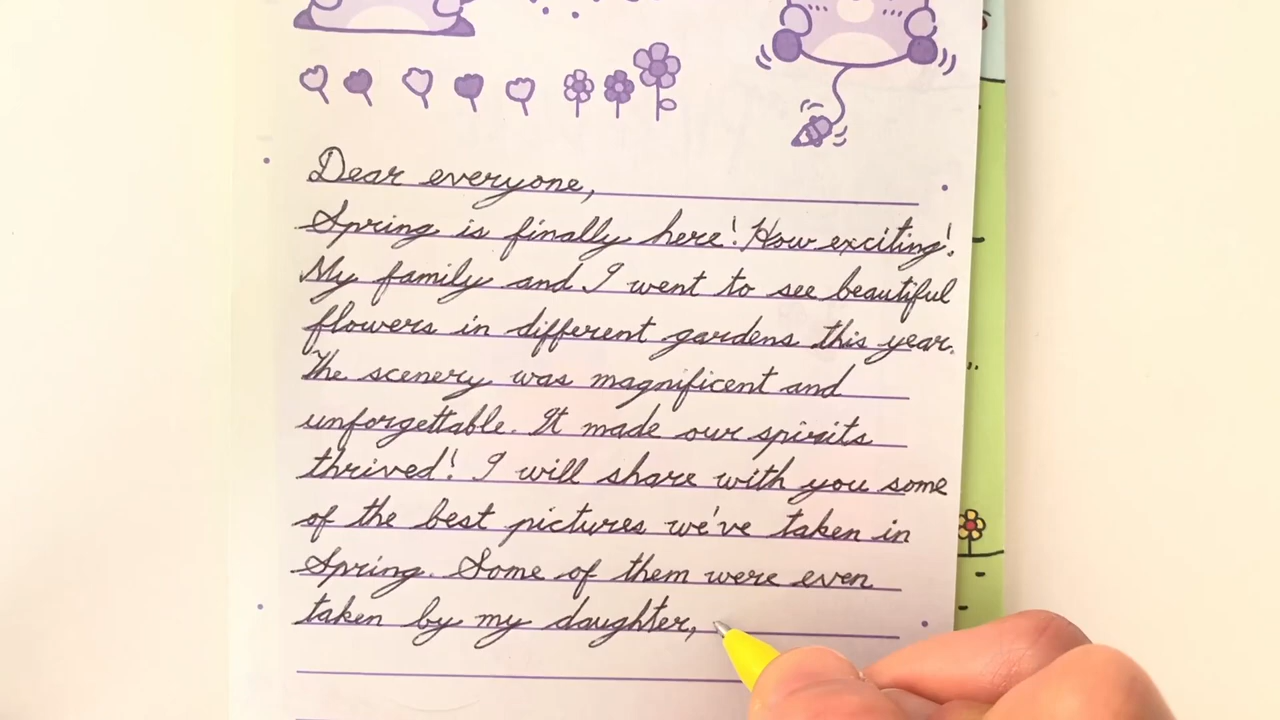 Dear everyone,
Spring is finally here! How exciting!
My family and I went to see beautiful
flowers in different gardens this year.
The scenery was magnificent and
unforgettable. It made our spirits
thrived! I will share with you some
of the best pictures we've taken in
Spring. Some of them were even
taken by my daughter,